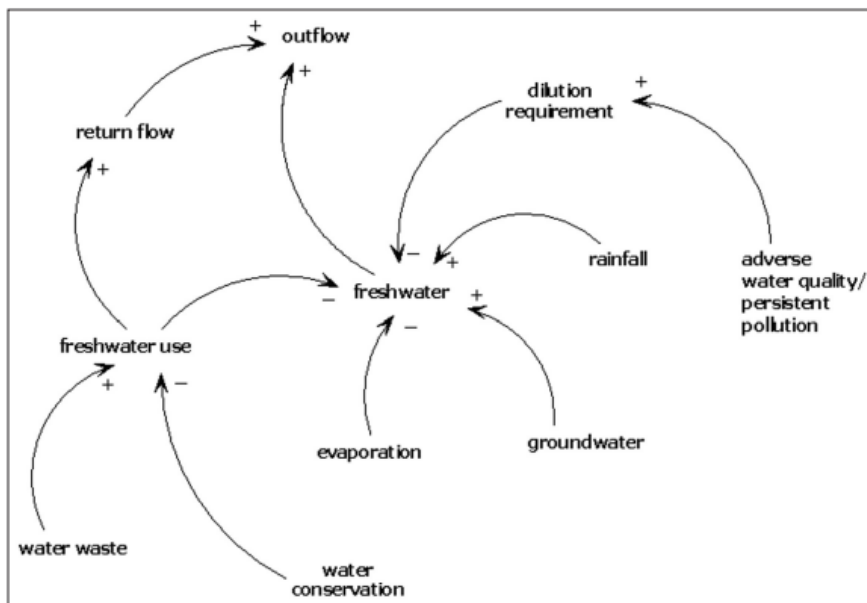 +
outflow
+
dilution
requirement
+
return flow
+
−
+
rainfall
adverse
water quality/
persistent
pollution
freshwater
−
+
−
freshwater use
+
−
evaporation
groundwater
water waste
water
conservation